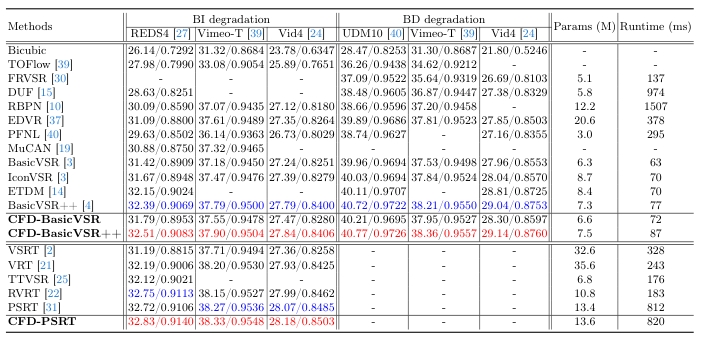 Methods BI degradation BD degradation Params (M) Runtime (ms)
REDS4 [27] Vimeo-T [39] Vid4 [24] UDM10 [40] Vimeo-T [39] Vid4 [24]
Bicubic 26.14/0.7292 31.32/0.8684 23.78/0.6347 28.47/0.8253 31.30/0.8687 21.80/0.5246 - -
TOFlow [39] 27.98/0.7990 33.08/0.9054 25.89/0.7651 36.26/0.9438 34.62/0.9212 - - -
FRVSR [30] - - - 37.09/0.9522 35.64/0.9319 26.69/0.8103 5.1 137
DUF [15] 28.63/0.8251 - - 38.48/0.9605 36.87/0.9447 27.38/0.8329 5.8 974
RBPN [10] 30.09/0.8590 37.07/0.9435 27.12/0.8180 38.66/0.9596 37.20/0.9458 - 12.2 1507
EDVR [37] 31.09/0.8800 37.61/0.9489 27.35/0.8264 39.89/0.9686 37.81/0.9523 27.85/0.8503 20.6 378
PFNL [40] 29.63/0.8502 36.14/0.9363 26.73/0.8029 38.74/0.9627 - 27.16/0.8355 3.0 295
MuCAN [19] 30.88/0.8750 37.32/0.9465 - - - - - -
BasicVSR [3] 31.42/0.8909 37.18/0.9450 27.24/0.8251 39.96/0.9694 37.53/0.9498 27.96/0.8553 6.3 63
IconVSR [3] 31.67/0.8948 37.47/0.9476 27.39/0.8279 40.03/0.9694 37.84/0.9524 28.04/0.8570 8.7 70
ETDM [14] 32.15/0.9024 - - 40.11/0.9707 - 28.81/0.8725 8.4 70
BasicVSR++ [4] 32.39/0.9069 37.79/0.9500 27.79/0.8400 40.72/0.9722 38.21/0.9550 29.04/0.8753 7.3 77
CFD-BasicVSR 31.79/0.8953 37.55/0.9478 27.47/0.8280 40.21/0.9695 37.95/0.9527 28.30/0.8597 6.6 72
CFD-BasicVSR++ 32.51/0.9083 37.90/0.9504 27.84/0.8406 40.77/0.9726 38.36/0.9557 29.14/0.8760 7.5 87
VSRT [2] 31.19/0.8815 37.71/0.9494 27.36/0.8258 - - - 32.6 328
VRT [21] 32.19/0.9006 38.20/0.9530 27.93/0.8425 - - - 35.6 243
TTVSR [25] 32.12/0.9021 - - - - - 6.8 176
RVRT [22] 32.75/0.9113 38.15/0.9527 27.99/0.8462 - - - 10.8 183
PSRT [31] 32.72/0.9106 38.27/0.9536 28.07/0.8485 - - - 13.4 812
CFD-PSRT 32.83/0.9140 38.33/0.9548 28.18/0.8503 - - - 13.6 820